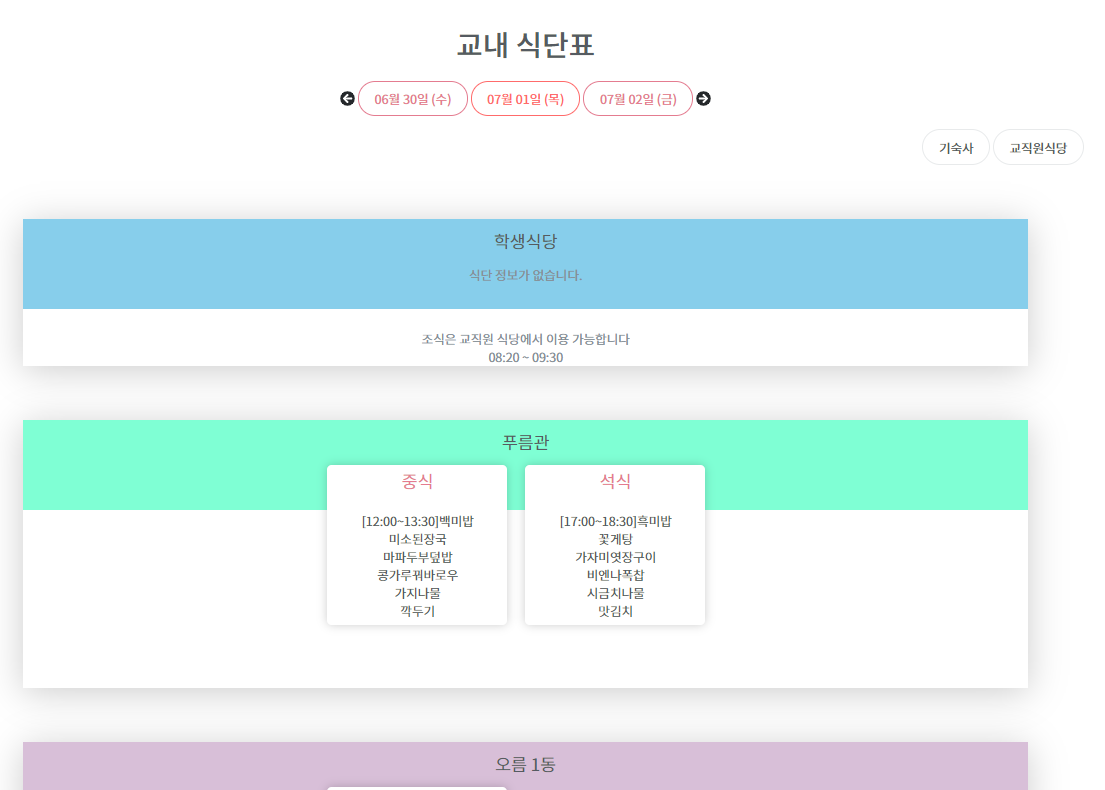 교내 식단표
06월 30일 (수) 07월 01일 (목) 07월 02일 (금)
기숙사 교직원식당
학생식당
식단 정보가 없습니다.
조식은 교직원 식당에서 이용 가능합니다
08:20 ~ 09:30
푸름관
중식
[12:00~13:30]백미밥
미소된장국
마파두부덮밥
콩가루꿔바로우
가지나물
깍두기
석식
[17:00~18:30]흑미밥
꽃게탕
가자미엿장구이
비엔나폭찹
시금치나물
맛김치
오름 1동